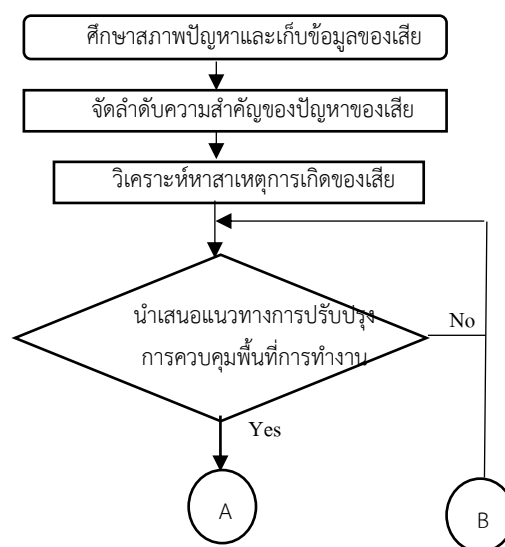 ศึกษาสภาพปัญหาและเก็บข้อมูลของเสีย
จัดลำดับความสำคัญของปัญหาของเสีย
วิเคราะห์หาสาเหตุการเกิดของเสีย
นำเสนอแนวทางการปรับปรุง
การควบคุมพื้นที่การทำงาน
No
Yes
A
B